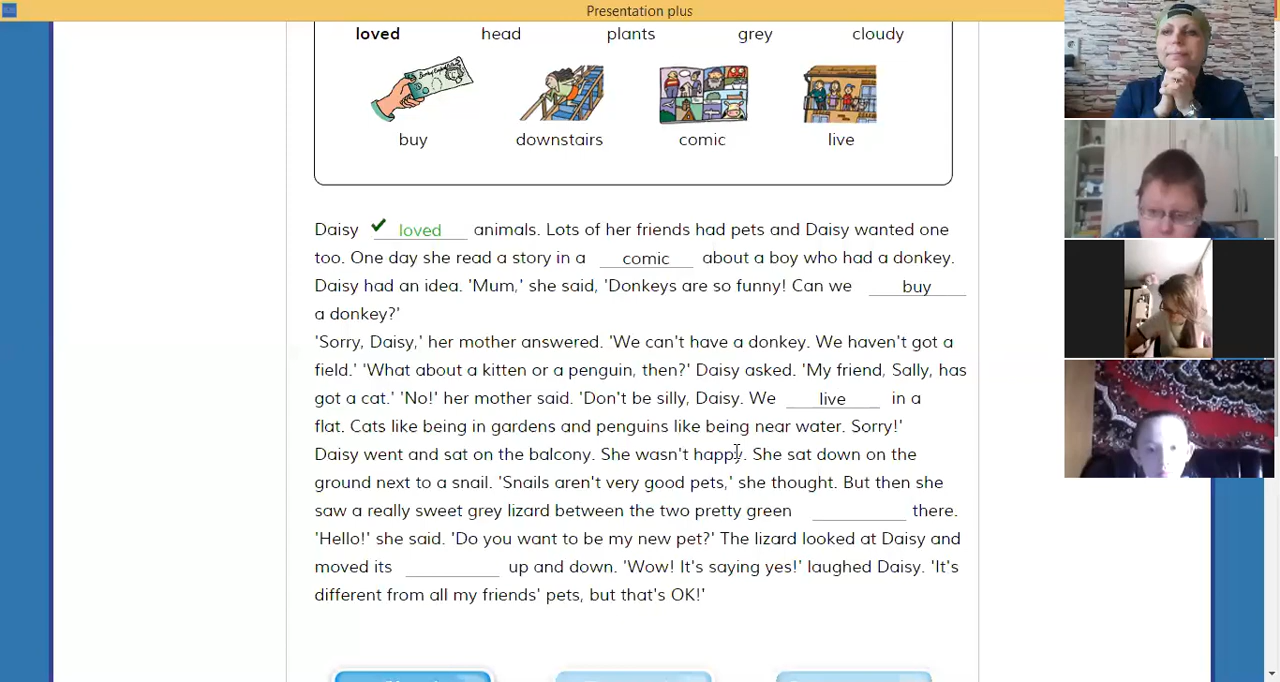 Presentation plus
loved head plants grey cloudy
buy downstairs comic live
Daisy ✔ loved animals. Lots of her friends had pets and Daisy wanted one
too. One day she read a story in a comic about a boy who had a donkey.
Daisy had an idea. 'Mum,' she said, 'Donkeys are so funny! Can we buy
a donkey?'
'Sorry, Daisy,' her mother answered. 'We can't have a donkey. We haven't got a
field.' 'What about a kitten or a penguin, then?' Daisy asked. 'My friend, Sally, has
got a cat.' 'No!' her mother said. 'Don't be silly, Daisy. We live in a
flat. Cats like being in gardens and penguins like being near water. Sorry!'
Daisy went and sat on the balcony. She wasn't happy. She sat down on the
ground next to a snail. 'Snails aren't very good pets,' she thought. But then she
saw a really sweet grey lizard between the two pretty green ________ there.
'Hello!' she said. 'Do you want to be my new pet?' The lizard looked at Daisy and
moved its ________ up and down. 'Wow! It's saying yes!' laughed Daisy. 'It's
different from all my friends' pets, but that's OK!'